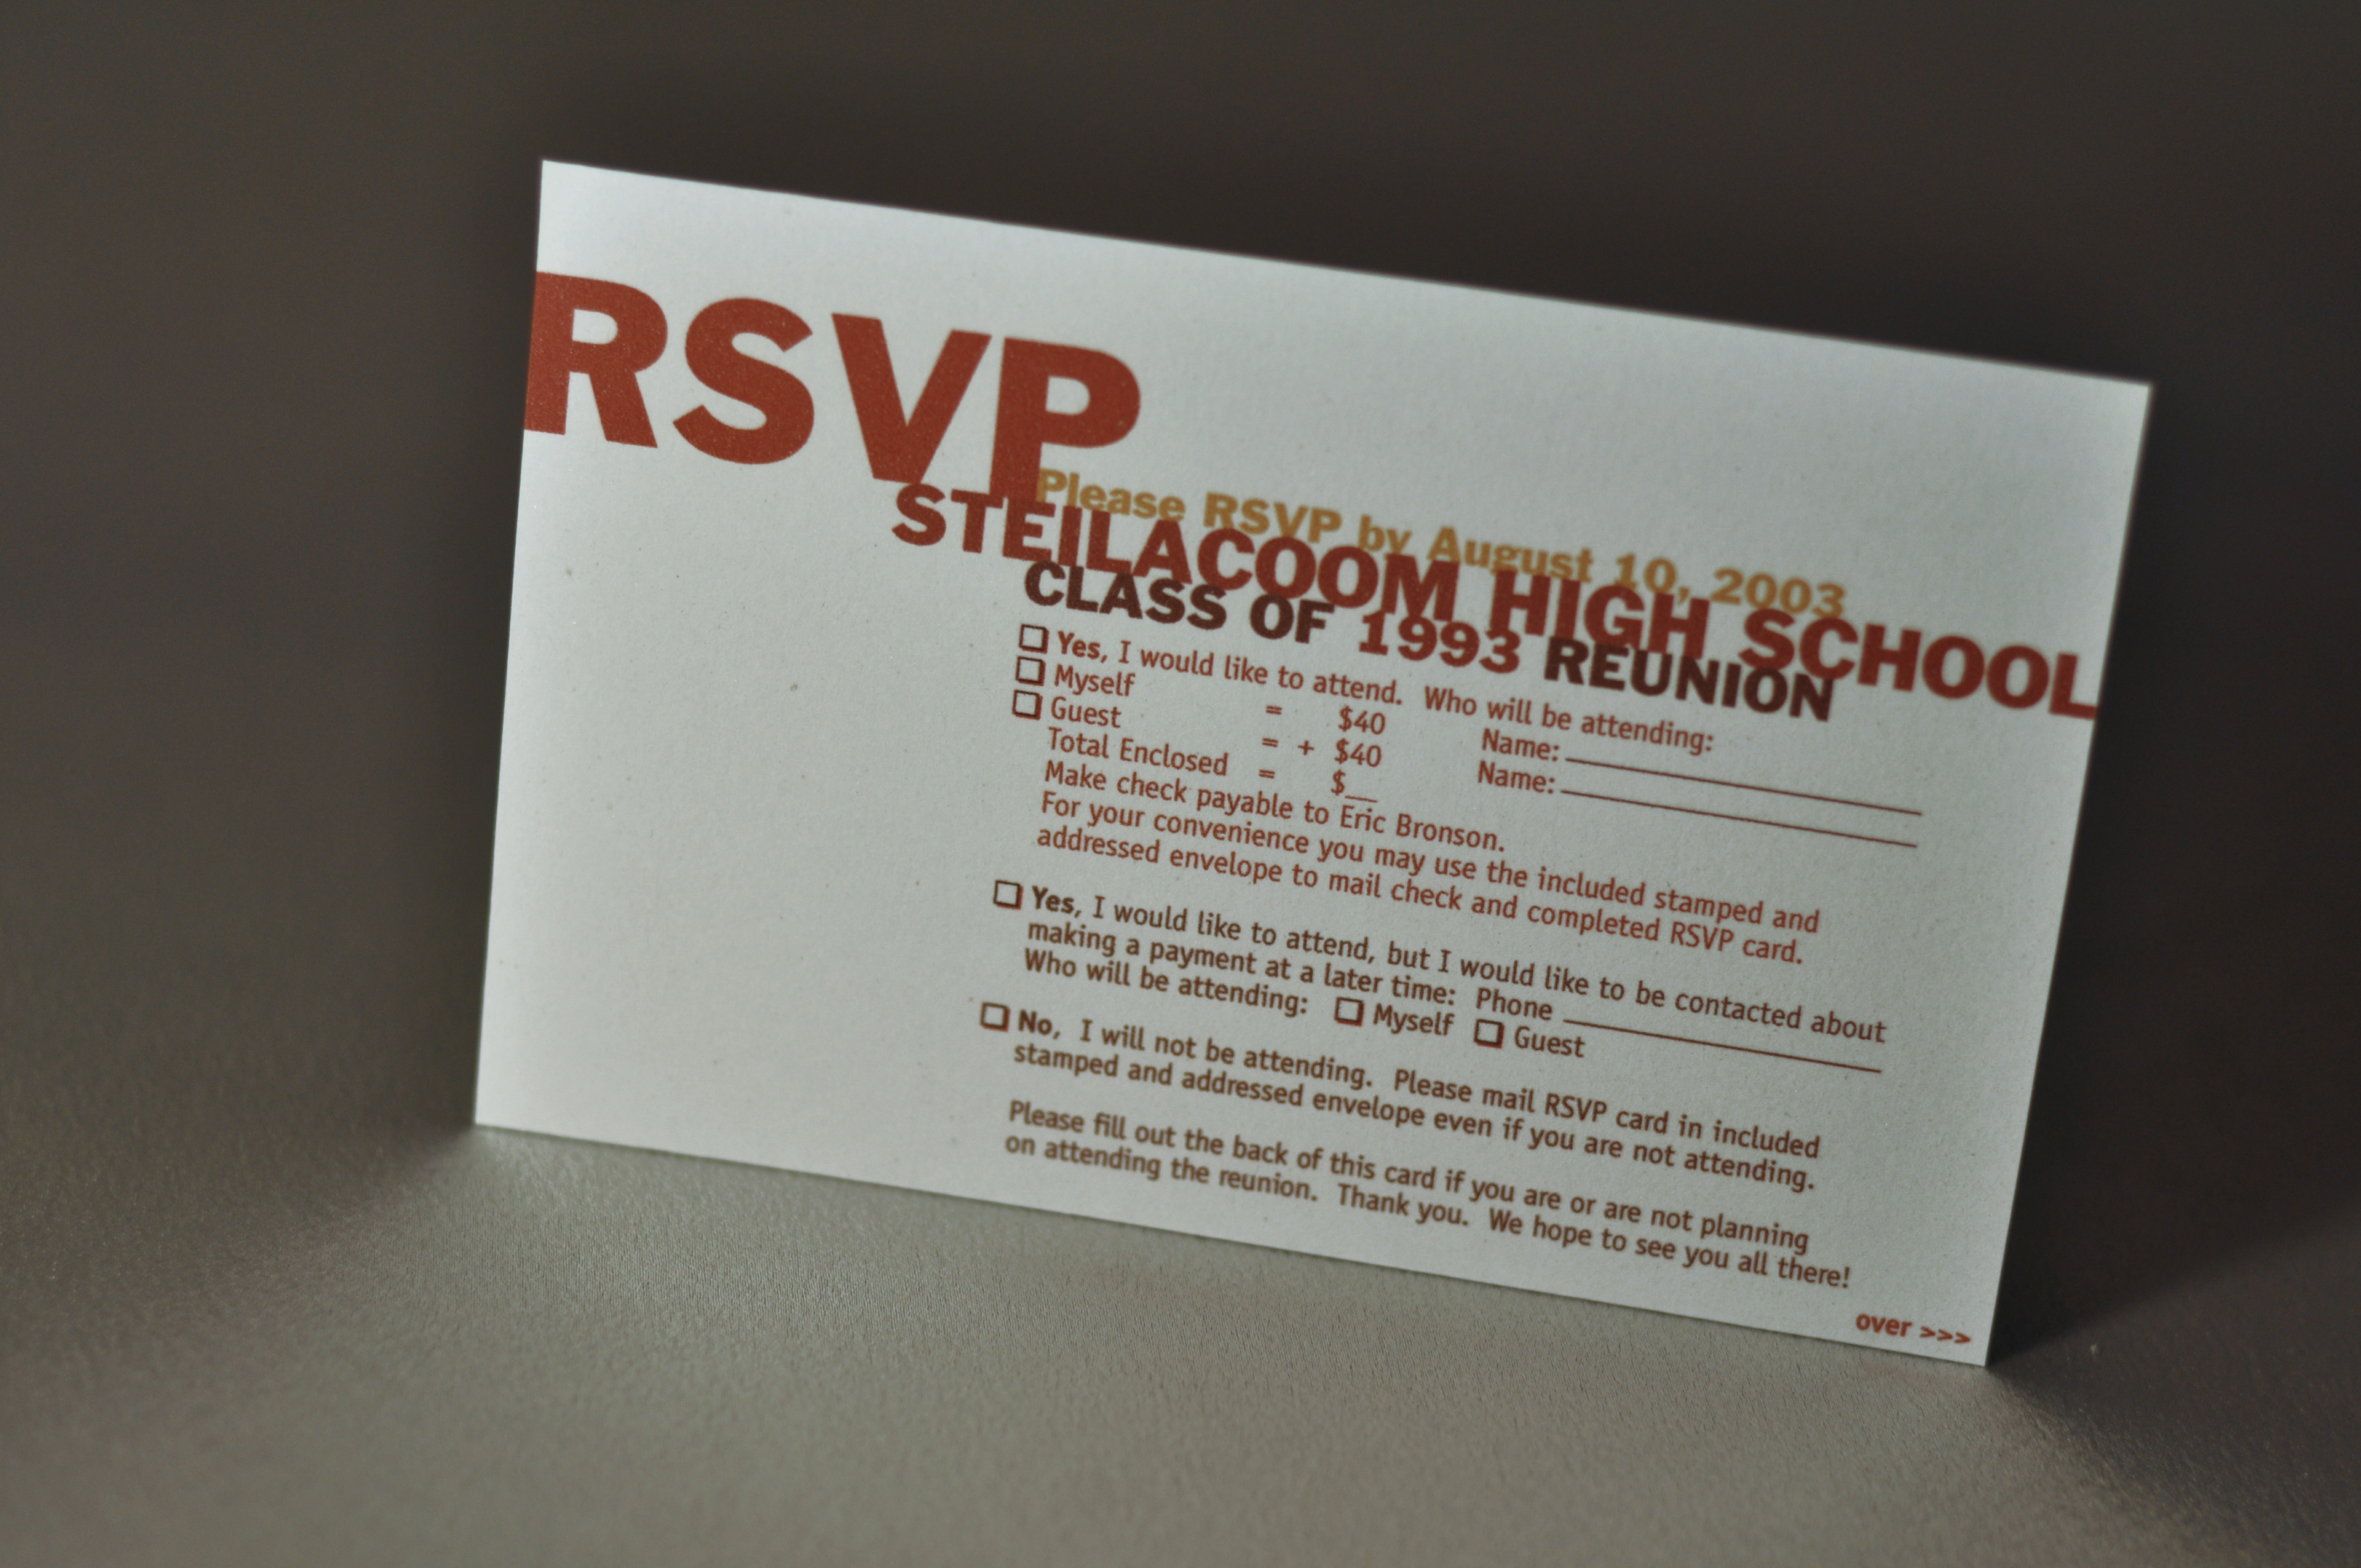 RSVP
Please RSVP by August 10, 2003
STEILACOOM HIGH SCHOOL
CLASS OF 1993 REUNION
Yes, I would like to attend. Who will be attending:
Myself = $40 Name:
Guest = + $40 Name:
Total Enclosed = $__
Make check payable to Eric Bronson.
For your convenience you may use the included stamped and
addressed envelope to mail check and completed RSVP card.
Yes, I would like to attend, but I would like to be contacted about
making a payment at a later time: Phone
Who will be attending: Myself Guest
No, I will not be attending. Please mail RSVP card in included
stamped and addressed envelope even if you are not attending.
Please fill out the back of this card if you are or are not planning
on attending the reunion. Thank you. We hope to see you all there!
over >>>